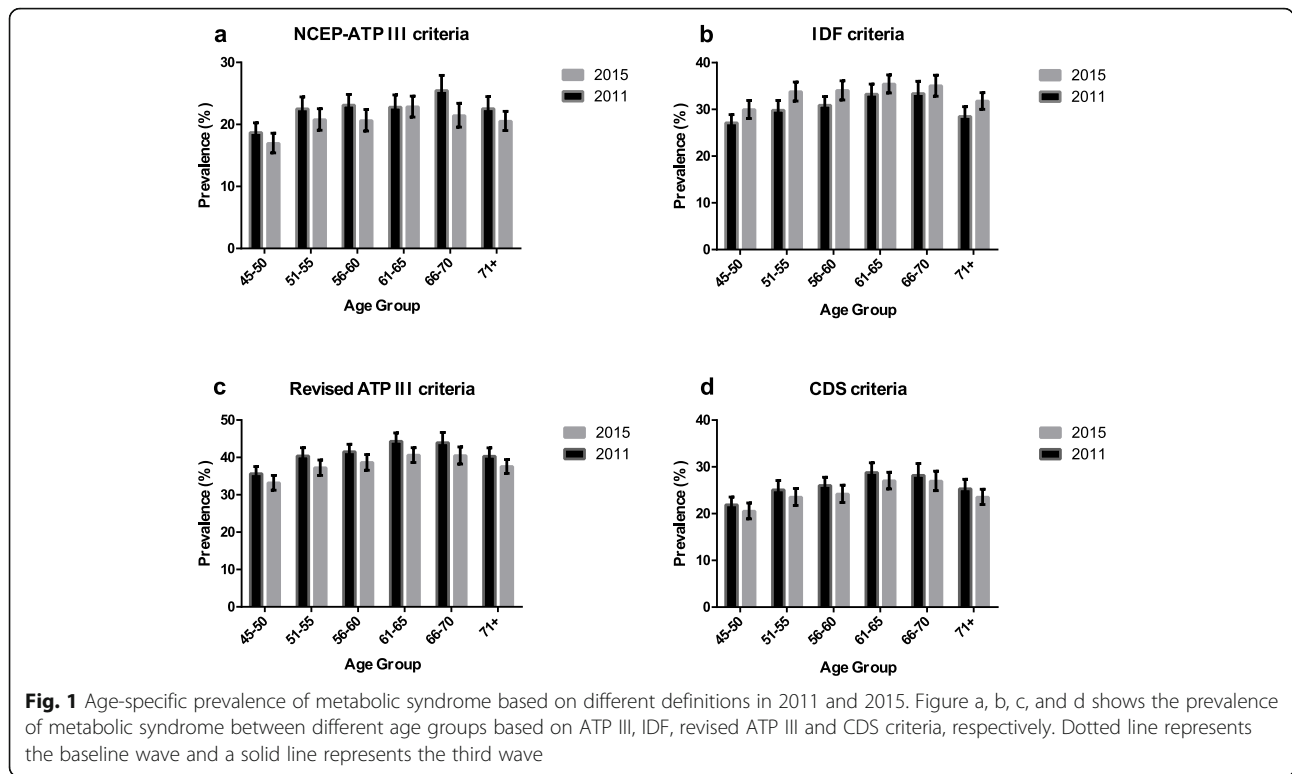 a
NCEP-ATP III criteria
30
20
10
0
Prevalence (%)
45-50
51-55
56-60
61-65
66-70
71+
Age Group
2015
2011
b
IDF criteria
40
30
20
10
0
Prevalence (%)
45-50
51-55
56-60
61-65
66-70
71+
Age Group
2015
2011
c
Revised ATP III criteria
50
40
30
20
10
0
Prevalence (%)
45-50
51-55
56-60
61-65
66-70
71+
Age Group
2015
2011
d
CDS criteria
40
30
20
10
0
Prevalence (%)
45-50
51-55
56-60
61-65
66-70
71+
Age Group
2015
2011
Fig. 1 Age-specific prevalence of metabolic syndrome based on different definitions in 2011 and 2015. Figure a, b, c, and d shows the prevalence
of metabolic syndrome between different age groups based on ATP III, IDF, revised ATP III and CDS criteria, respectively. Dotted line represents
the baseline wave and a solid line represents the third wave